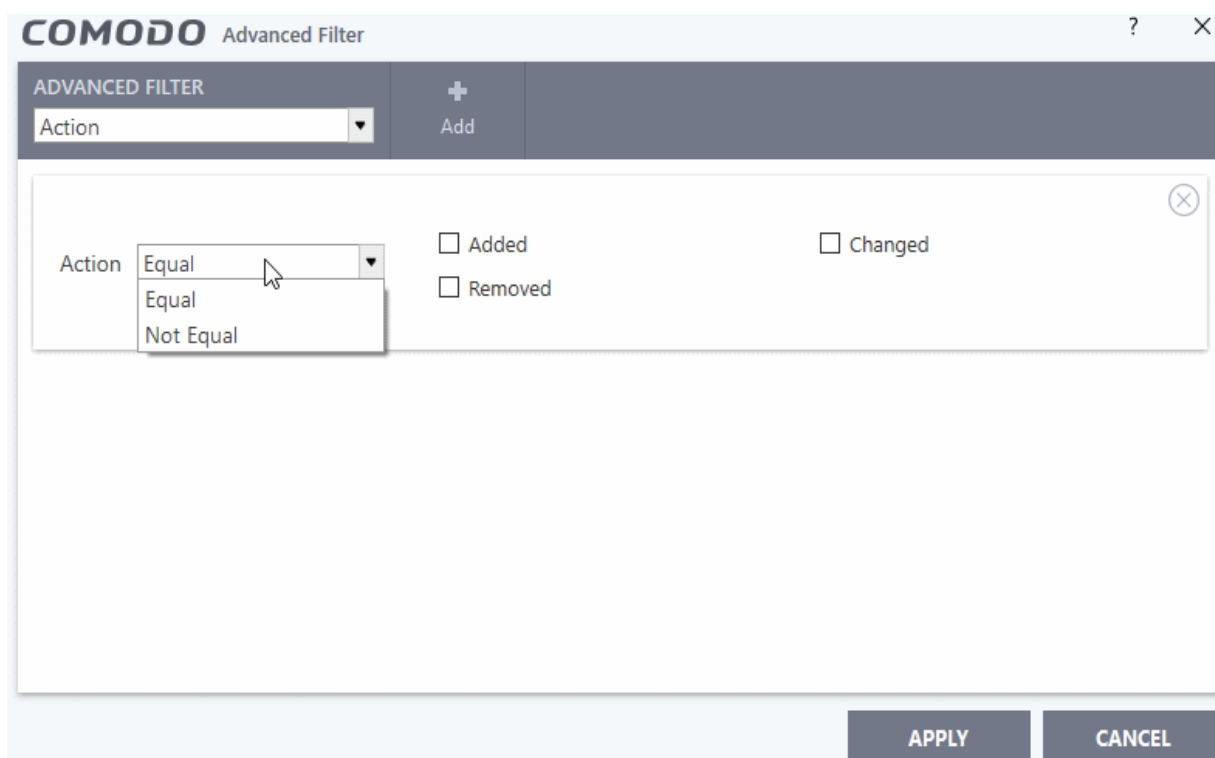 COMODO Advanced Filter ?
ADVANCED FILTER
Action
Add
Action Equal
Equal
Not Equal
Added
Changed
Removed
APPLY CANCEL